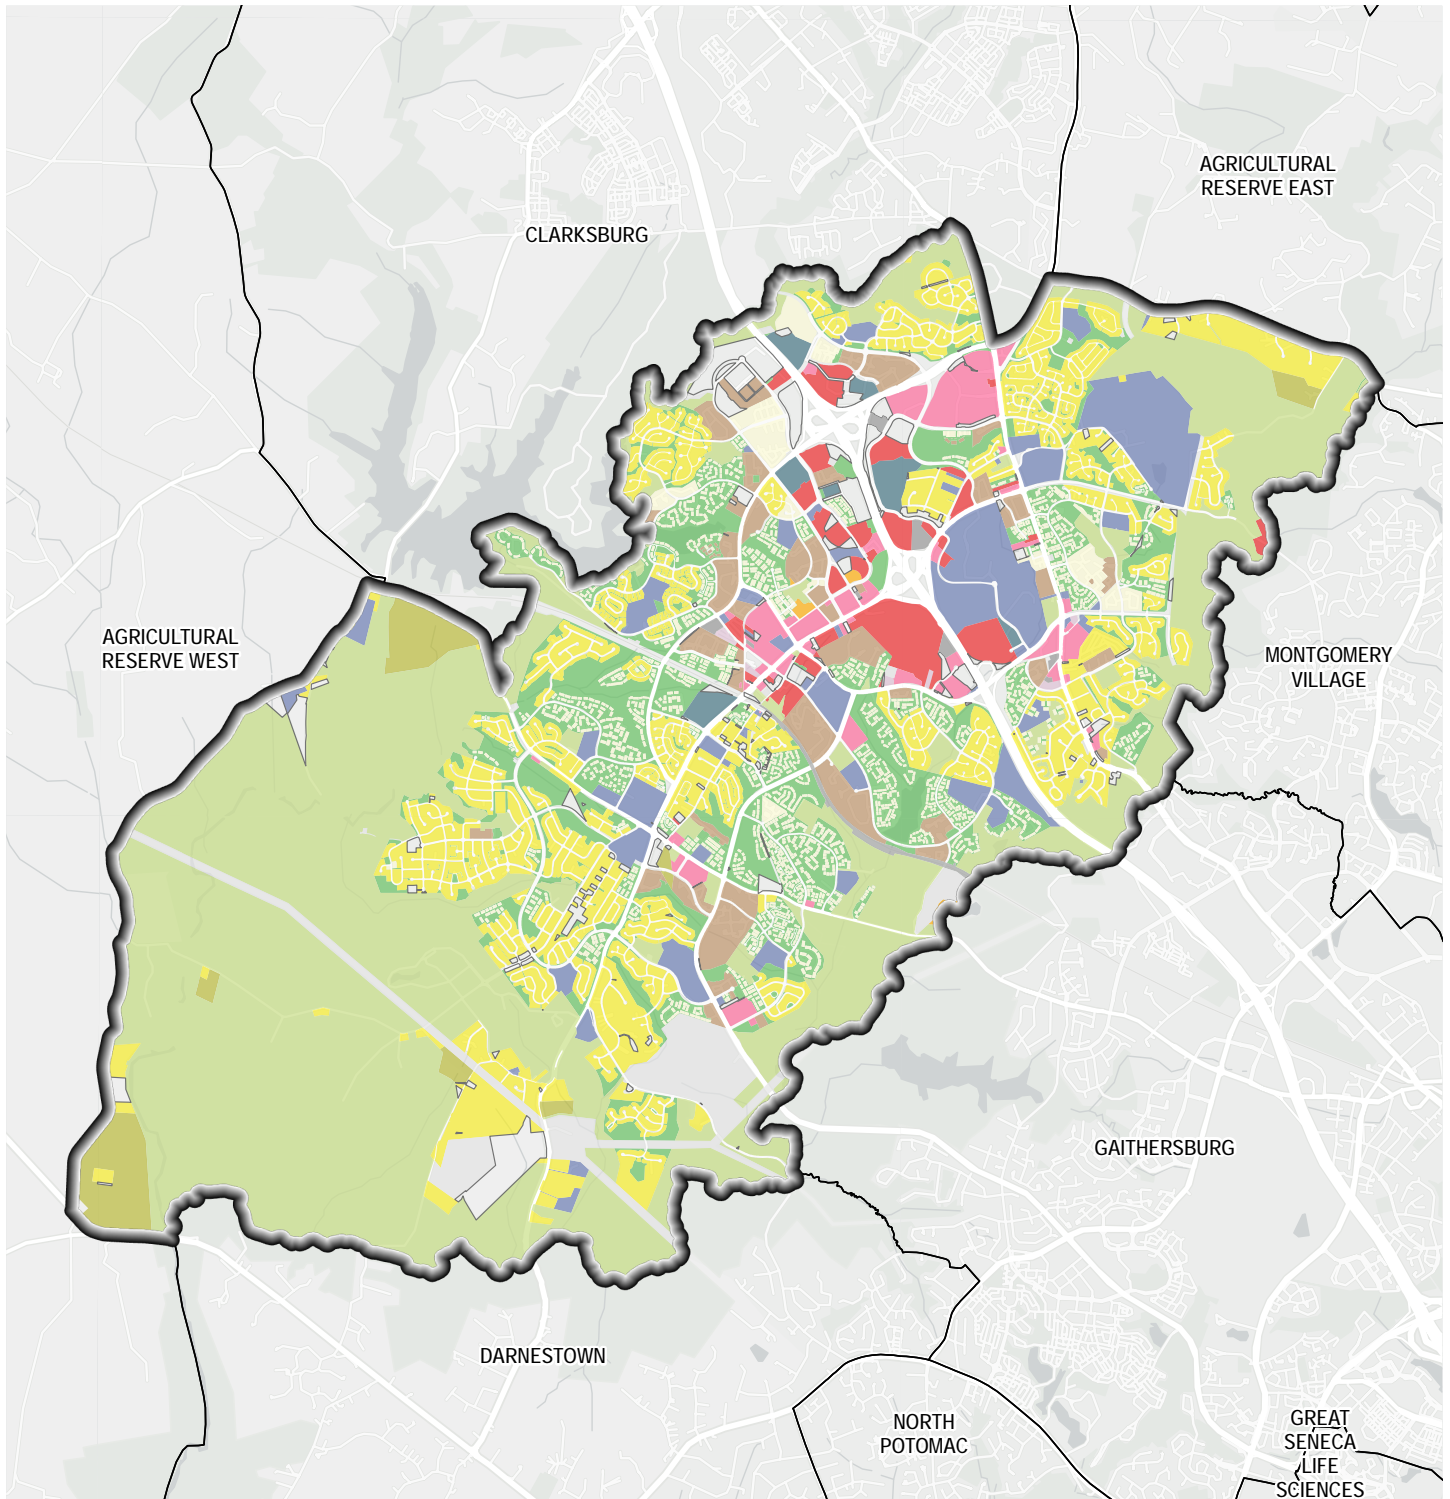 AGRICULTURAL
RESERVE EAST
CLARKSBURG
AGRICULTURAL
RESERVE WEST
MONTGOMERY
VILLAGE
GAITHERSBURG
DARNESTOWN
NORTH
POTOMAC
GREAT
SENECA
LIFE
SCIENCES